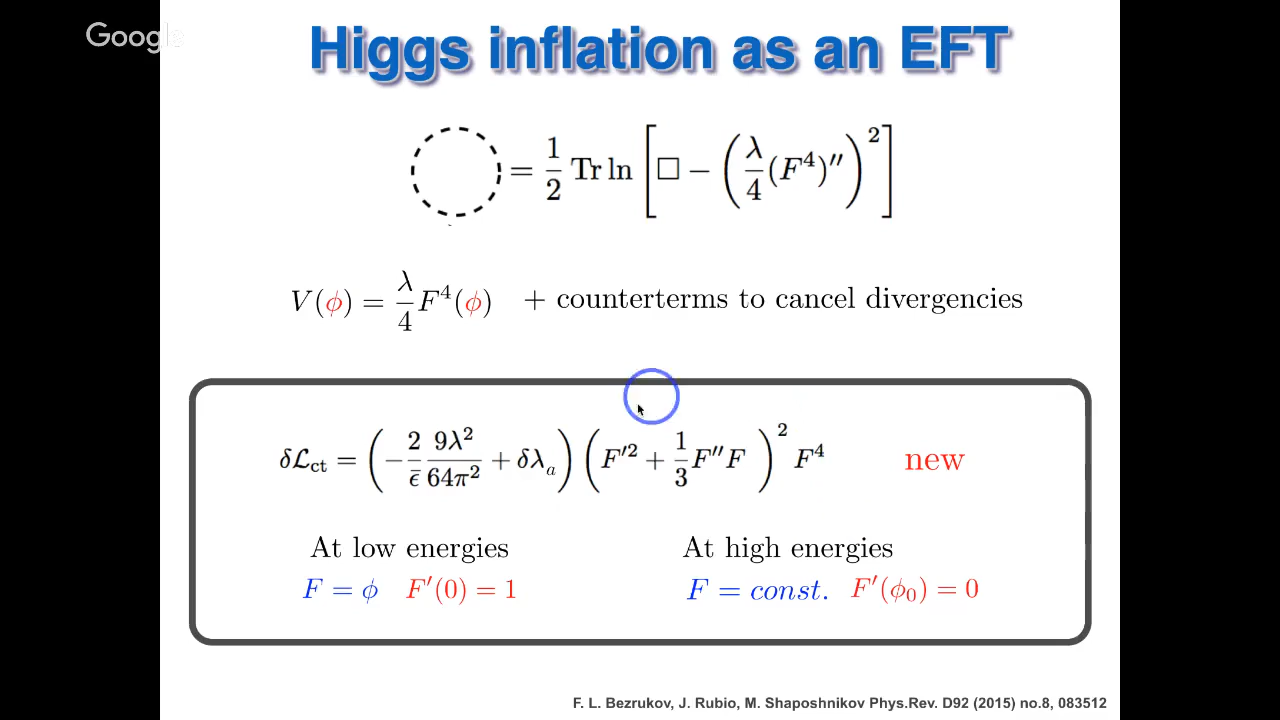 Google
Higgs inflation as an EFT
= 1/2 Tr ln [□ − (λ/4 (F⁴)″)²]
V(ϕ) = λ/4 F⁴(ϕ) + counterterms to cancel divergencies
δℒ_ct = (−2/ε̄ 9λ²/64π² + δλ_a)(F′² + 1/3 F″F)² F⁴ new
At low energies At high energies
F = ϕ F′(0) = 1 F = const. F′(ϕ₀) = 0
F. L. Bezrukov, J. Rubio, M. Shaposhnikov Phys.Rev. D92 (2015) no.8, 083512